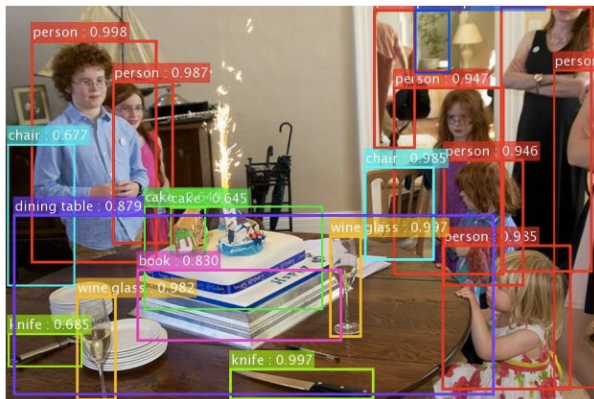 person : 0.998
person : 0.987
person : 0.947
person
chair : 0.677
chair : 0.985
person : 0.946
cake : 0.645
dining table : 0.879
wine glass : 0.997
person : 0.985
book : 0.830
wine glass : 0.982
knife : 0.685
knife : 0.997